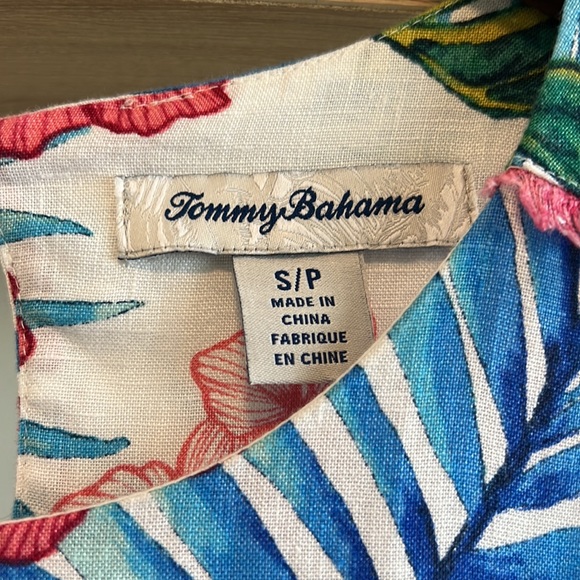 Tommy Bahama
S/P
MADE IN
CHINA
FABRIQUE
EN CHINE